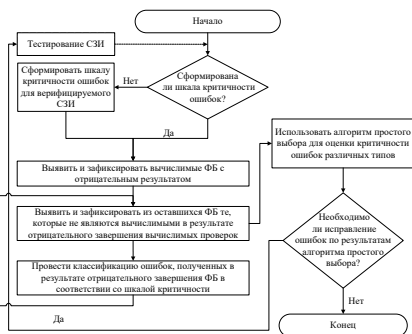 Начало
Тестирование СЗИ
Сформировать шкалу
критичности ошибок
для верифицируемого
СЗИ
Нет
Сформирована
ли шкала критичности
ошибок?
Да
Выявить и зафиксировать вычислимые ФБ с
отрицательным результатом
Выявить и зафиксировать из оставшихся ФБ те,
которые не являются вычислимыми в результате
отрицательного завершения вычислимых проверок
Провести классификацию ошибок, полученных в
результате отрицательного завершения ФБ в
соответствии со шкалой критичности
Да
Использовать алгоритм простого
выбора для оценки критичности
ошибок различных типов
Необходимо
ли исправление
ошибок по результатам
алгоритма простого
выбора?
Нет
Конец